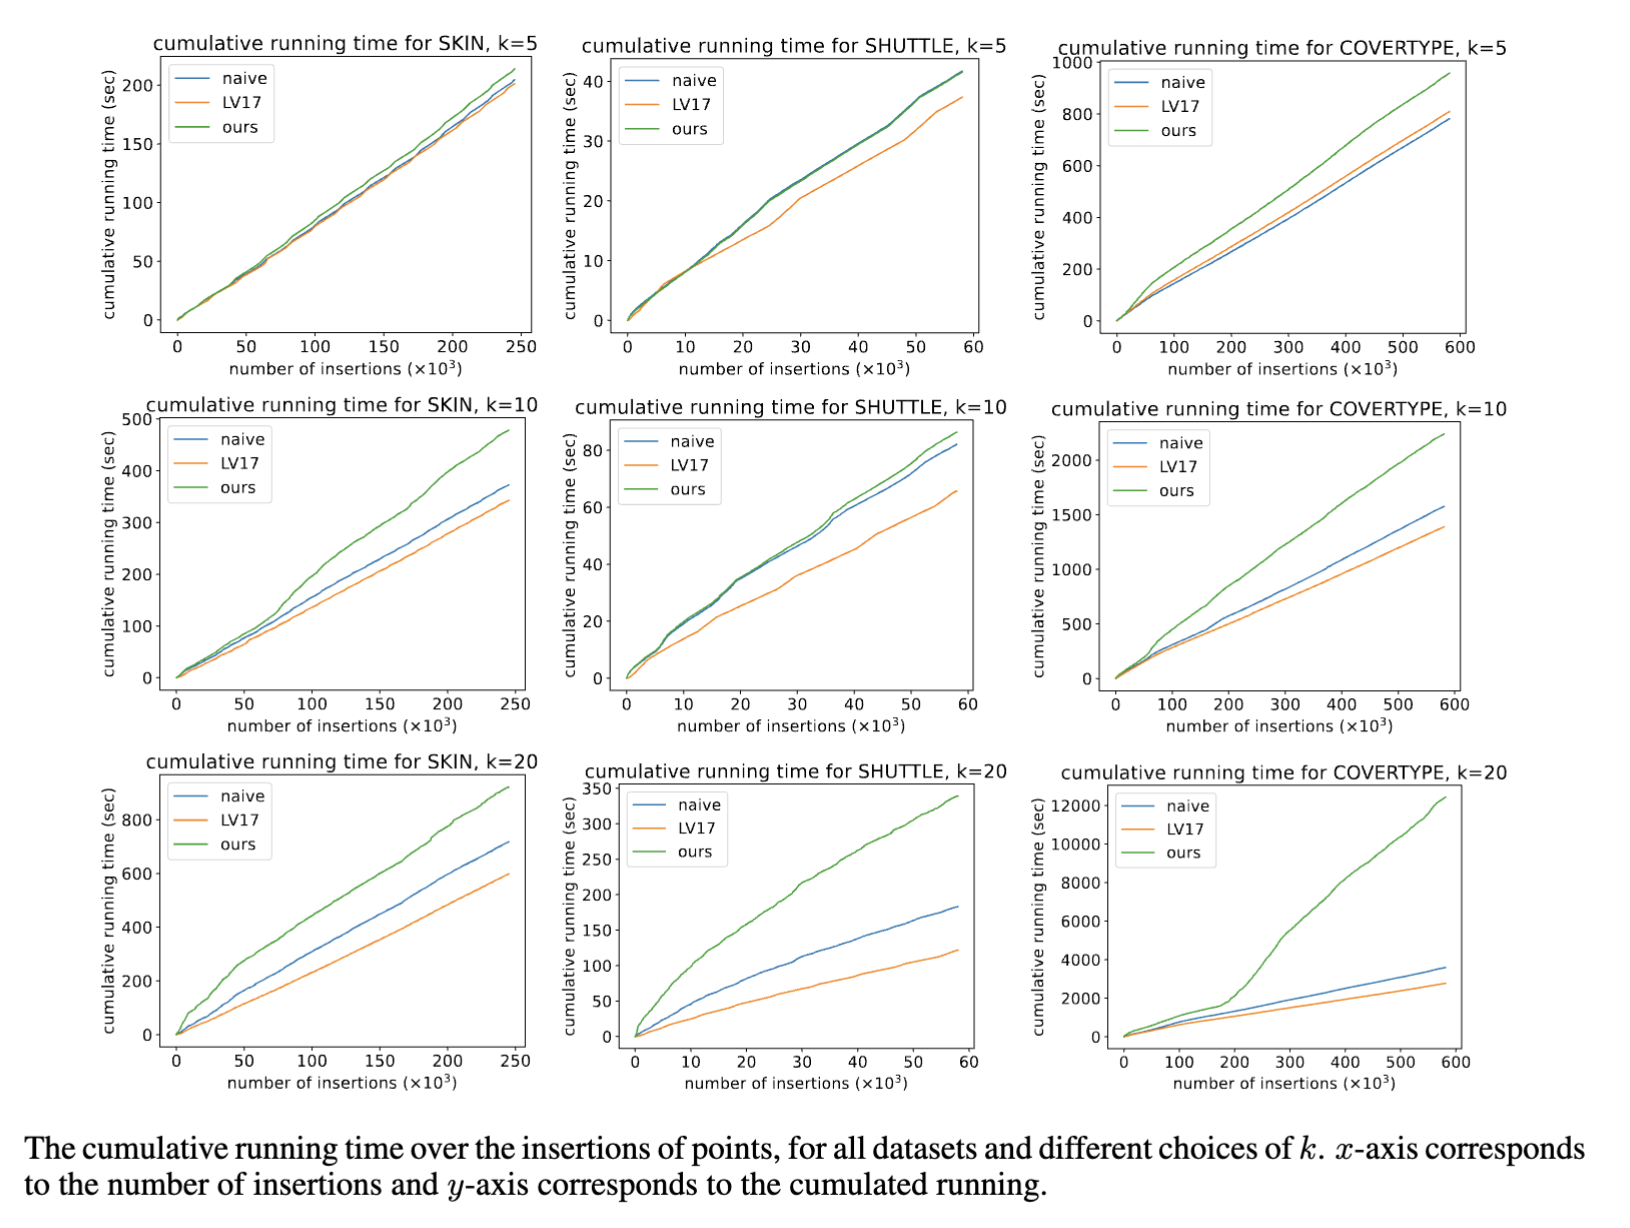 cumulative running time for SKIN, k=5
cumulative running time (sec)
200
150
100
50
0
naive
LV17
ours
0 50 100 150 200 250
number of insertions (×10³)
cumulative running time for SHUTTLE, k=5
cumulative running time (sec)
40
30
20
10
0
naive
LV17
ours
0 10 20 30 40 50 60
number of insertions (×10³)
cumulative running time for COVERTYPE, k=5
cumulative running time (sec)
1000
800
600
400
200
0
naive
LV17
ours
0 100 200 300 400 500 600
number of insertions (×10³)
cumulative running time for SKIN, k=10
cumulative running time (sec)
500
400
300
200
100
0
naive
LV17
ours
0 50 100 150 200 250
number of insertions (×10³)
cumulative running time for SHUTTLE, k=10
cumulative running time (sec)
80
60
40
20
0
naive
LV17
ours
0 10 20 30 40 50 60
number of insertions (×10³)
cumulative running time for COVERTYPE, k=10
cumulative running time (sec)
2000
1500
1000
500
0
naive
LV17
ours
0 100 200 300 400 500 600
number of insertions (×10³)
cumulative running time for SKIN, k=20
cumulative running time (sec)
800
600
400
200
0
naive
LV17
ours
0 50 100 150 200 250
number of insertions (×10³)
cumulative running time for SHUTTLE, k=20
cumulative running time (sec)
350
300
250
200
150
100
50
0
naive
LV17
ours
0 10 20 30 40 50 60
number of insertions (×10³)
cumulative running time for COVERTYPE, k=20
cumulative running time (sec)
12000
10000
8000
6000
4000
2000
0
naive
LV17
ours
0 100 200 300 400 500 600
number of insertions (×10³)
The cumulative running time over the insertions of points, for all datasets and different choices of k. x-axis corresponds
to the number of insertions and y-axis corresponds to the cumulated running.